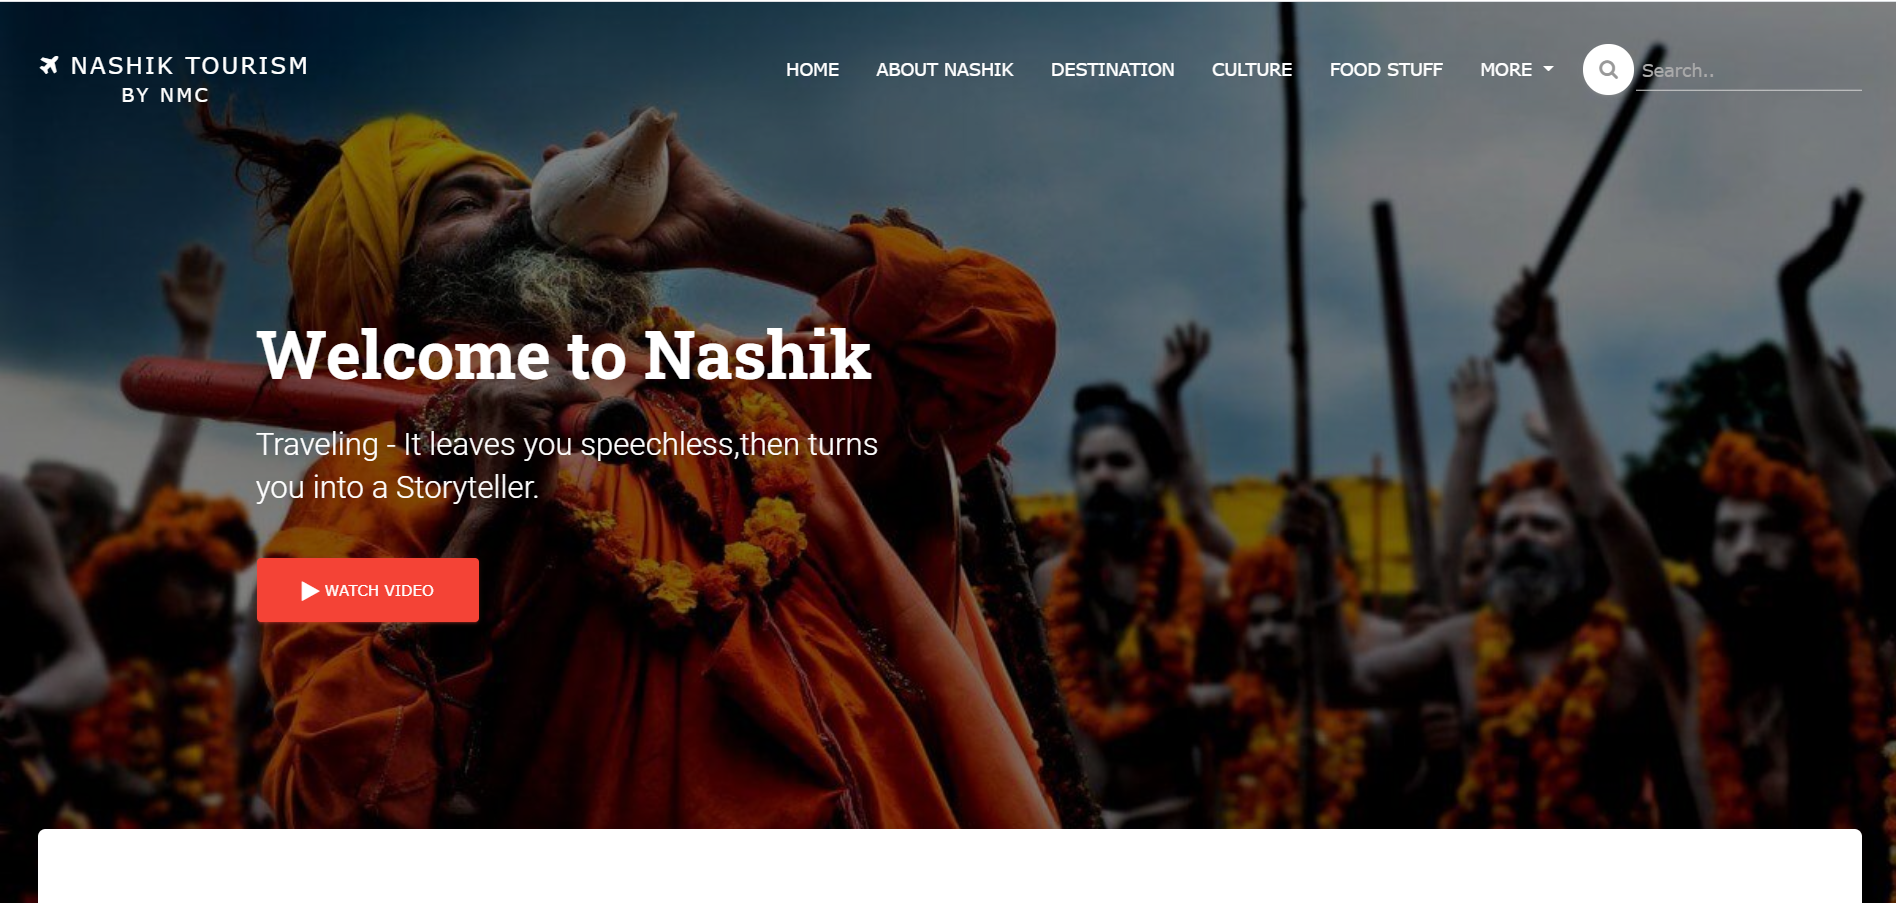 NASHIK TOURISM
BY NMC
HOME ABOUT NASHIK DESTINATION CULTURE FOOD STUFF MORE Search..
Welcome to Nashik
Traveling - It leaves you speechless,then turns
you into a Storyteller.
WATCH VIDEO